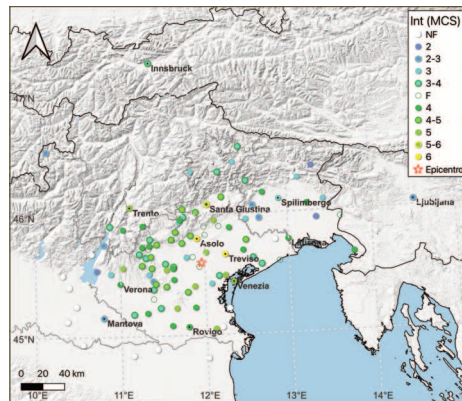 Int (MCS)
NF
2
2-3
3
3-4
F
4
4-5
5
5-6
6
Epicentro
Innsbruck
47°N
Trento
Santa Giustina
Spilimbergo
Ljubljana
46°N
Asolo
Latisana
Treviso
Verona
Venezia
Mantova
Rovigo
45°N
0 20 40 km
10°E
11°E
12°E
13°E
14°E